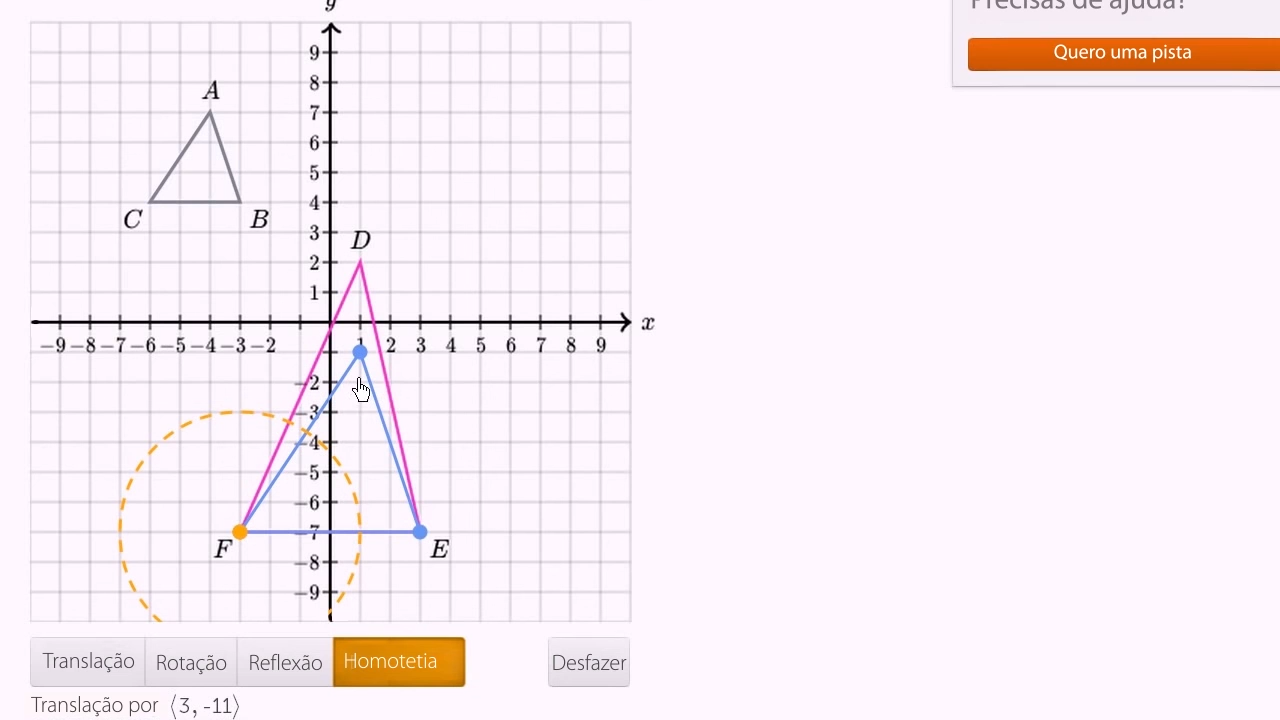 y
Precisas de ajuda?
Quero uma pista
9
A
8
7
6
5
4
C
B
3
D
2
1
x
−9 −8 −7 −6 −5 −4 −3 −2 1 2 3 4 5 6 7 8 9
−2
−3
−4
−5
−6
−7
F
E
−8
−9
Translação Rotação Reflexão Homotetia Desfazer
Translação por ⟨3, -11⟩